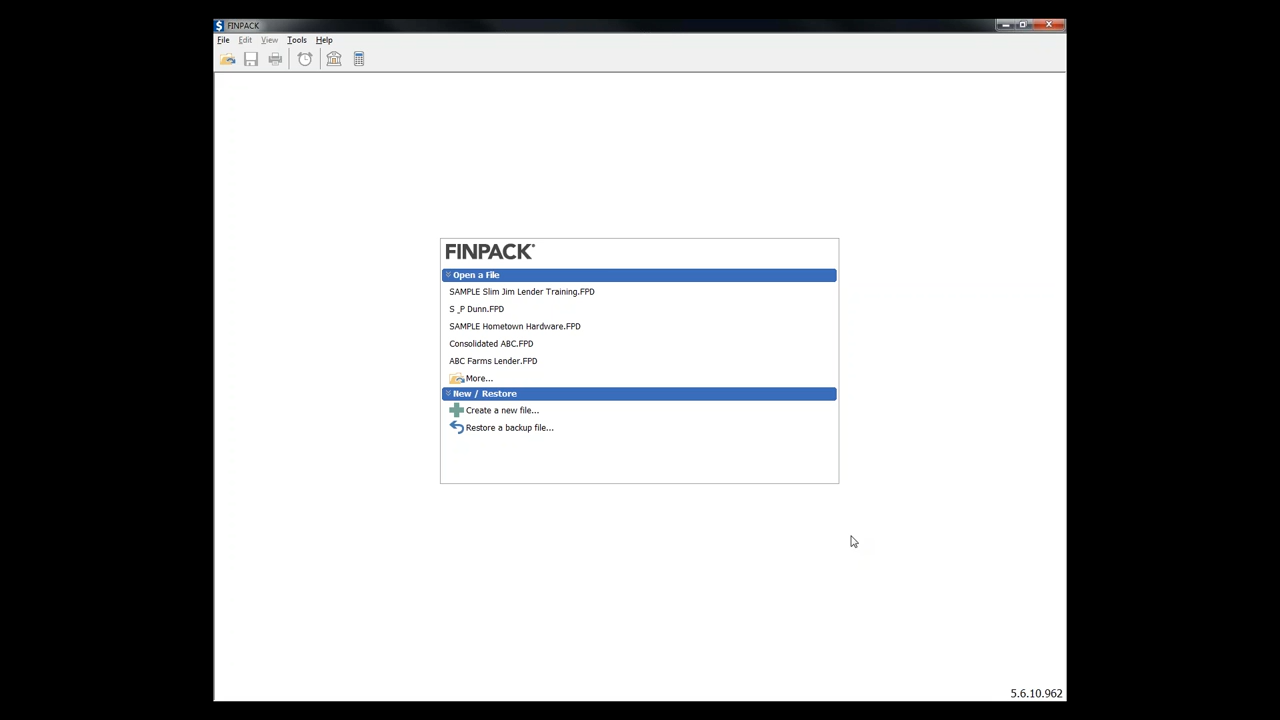 FINPACK
File Edit View Tools Help
FINPACK®
Open a File
SAMPLE Slim Jim Lender Training.FPD
S _P Dunn.FPD
SAMPLE Hometown Hardware.FPD
Consolidated ABC.FPD
ABC Farms Lender.FPD
More...
New / Restore
Create a new file...
Restore a backup file...
5.6.10.962